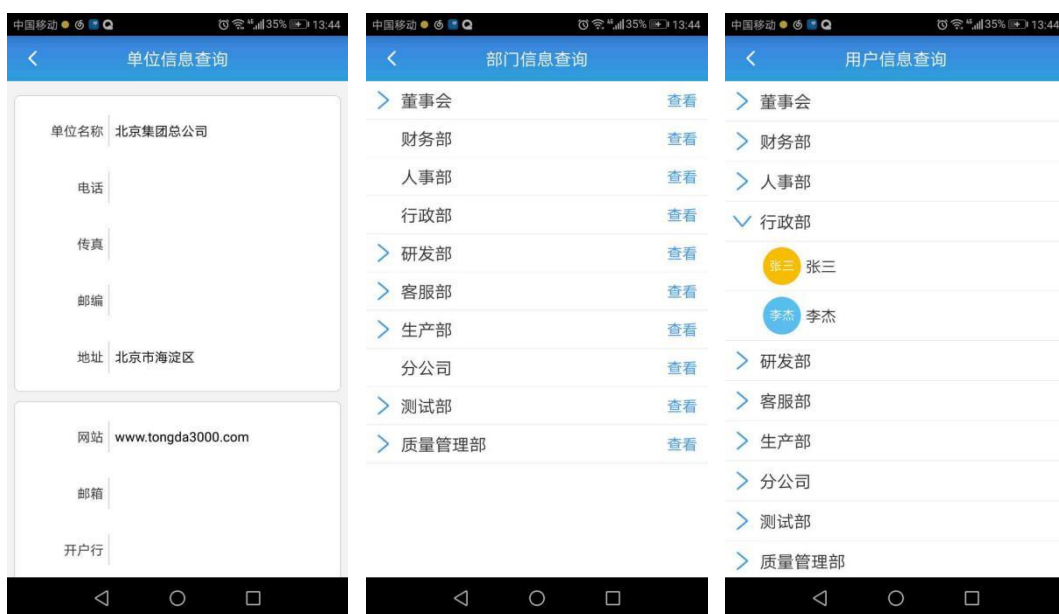 中国移动
35%
13:44
单位信息查询
单位名称 北京集团总公司
电话
传真
邮编
地址 北京市海淀区
网站 www.tongda3000.com
邮箱
开户行
中国移动
35%
13:44
部门信息查询
董事会 查看
财务部 查看
人事部 查看
行政部 查看
研发部 查看
客服部 查看
生产部 查看
分公司 查看
测试部 查看
质量管理部 查看
中国移动
35%
13:44
用户信息查询
董事会
财务部
人事部
行政部
张三 张三
李杰 李杰
研发部
客服部
生产部
分公司
测试部
质量管理部